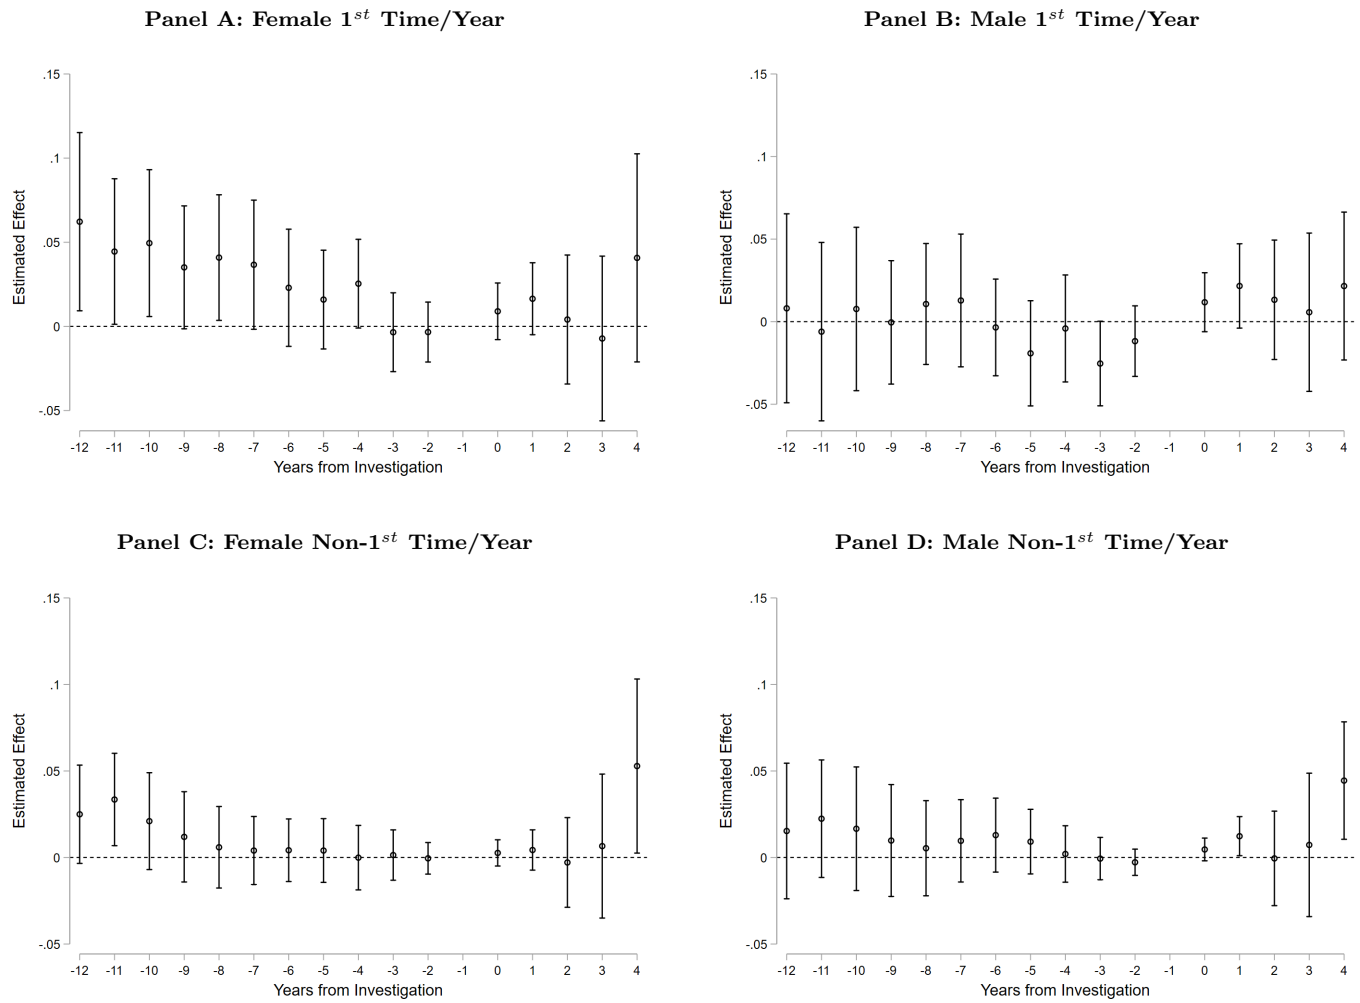 Panel A: Female 1st Time/Year
.15
.1
.05
0
-.05
Estimated Effect
-12 -11 -10 -9 -8 -7 -6 -5 -4 -3 -2 -1 0 1 2 3 4
Years from Investigation
Panel B: Male 1st Time/Year
.15
.1
.05
0
-.05
Estimated Effect
-12 -11 -10 -9 -8 -7 -6 -5 -4 -3 -2 -1 0 1 2 3 4
Years from Investigation
Panel C: Female Non-1st Time/Year
.15
.1
.05
0
-.05
Estimated Effect
-12 -11 -10 -9 -8 -7 -6 -5 -4 -3 -2 -1 0 1 2 3 4
Years from Investigation
Panel D: Male Non-1st Time/Year
.15
.1
.05
0
-.05
Estimated Effect
-12 -11 -10 -9 -8 -7 -6 -5 -4 -3 -2 -1 0 1 2 3 4
Years from Investigation